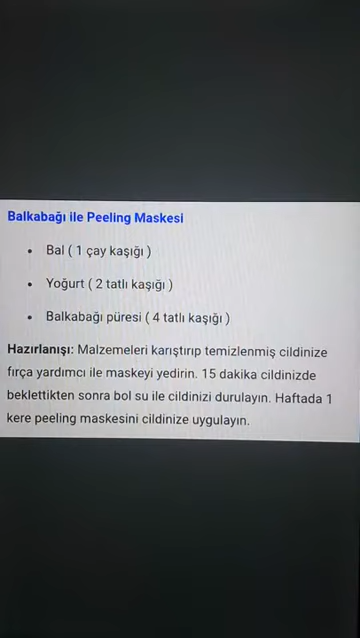 Balkabağı ile Peeling Maskesi
• Bal ( 1 çay kaşığı )
• Yoğurt ( 2 tatlı kaşığı )
• Balkabağı püresi ( 4 tatlı kaşığı )
Hazırlanışı: Malzemeleri karıştırıp temizlenmiş cildinize
fırça yardımcı ile maskeyi yedirin. 15 dakika cildinizde
beklettikten sonra bol su ile cildinizi durulayın. Haftada 1
kere peeling maskesini cildinize uygulayın.